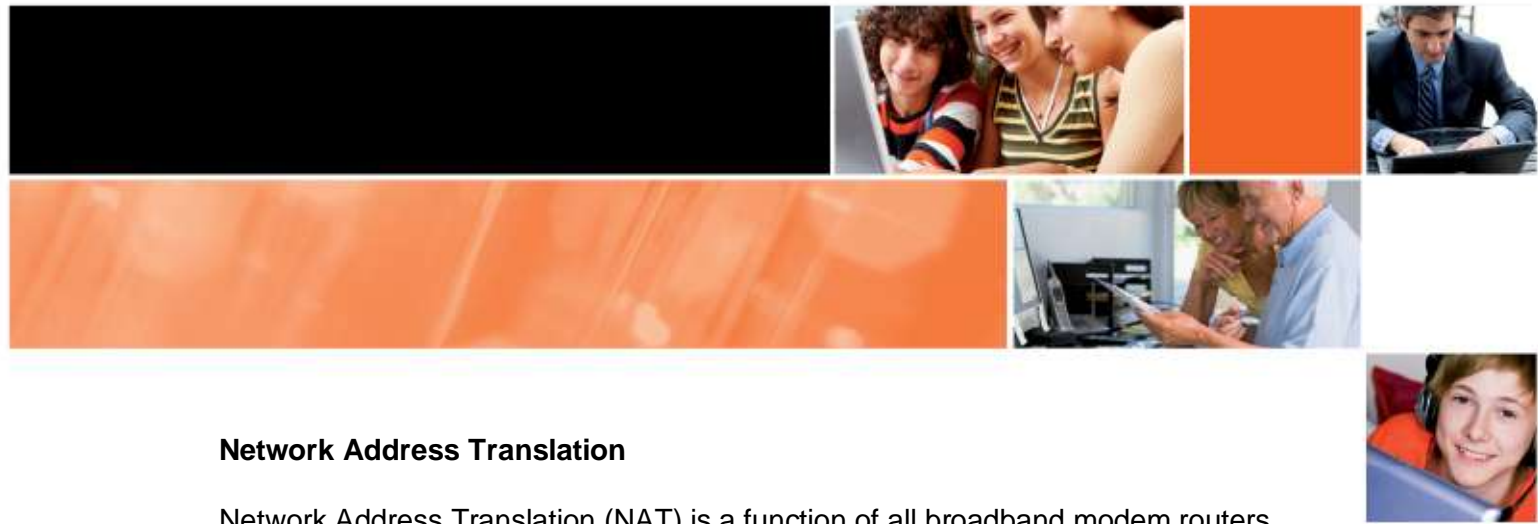 Network Address Translation
Network Address Translation (NAT) is a function of all broadband modem routers